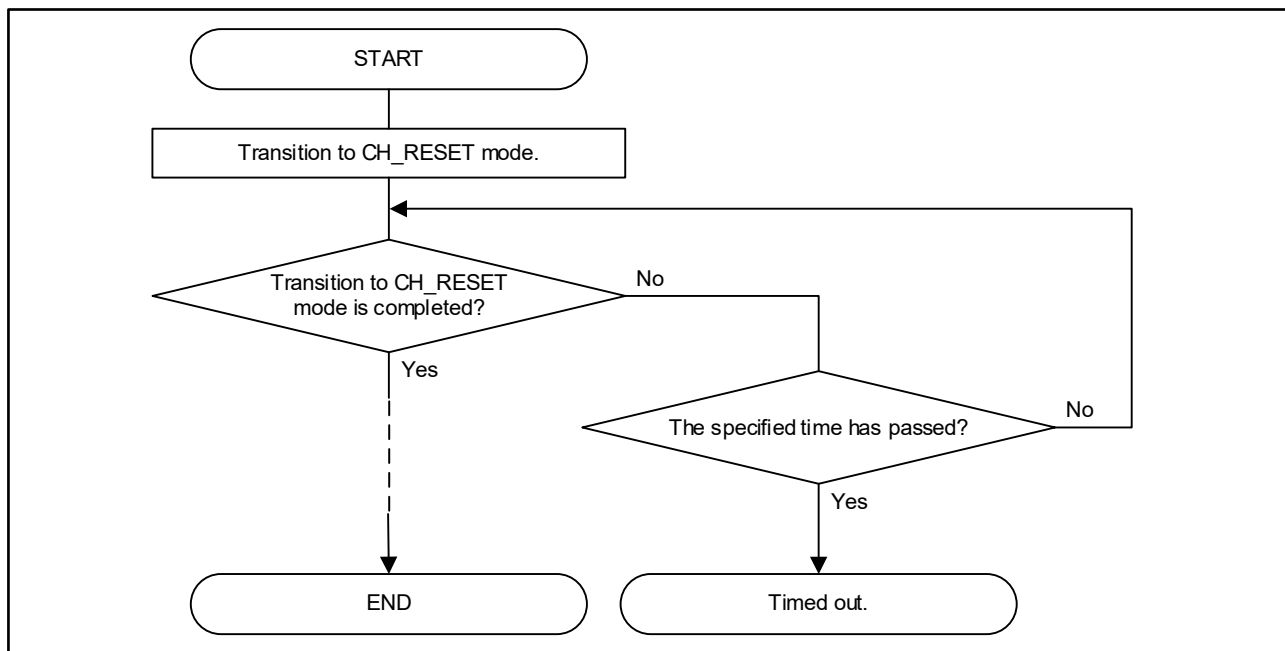 START
Transition to CH_RESET mode.
Transition to CH_RESET
mode is completed?
No
Yes
The specified time has passed?
No
Yes
END
Timed out.